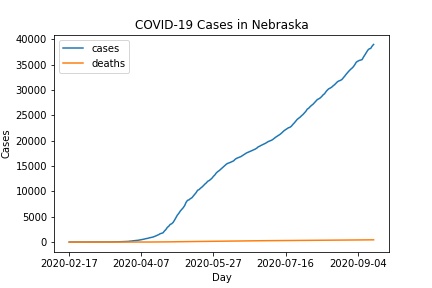 COVID-19 Cases in Nebraska
cases
deaths
40000
35000
30000
25000
20000
15000
10000
5000
0
Cases
2020-02-17 2020-04-07 2020-05-27 2020-07-16 2020-09-04
Day